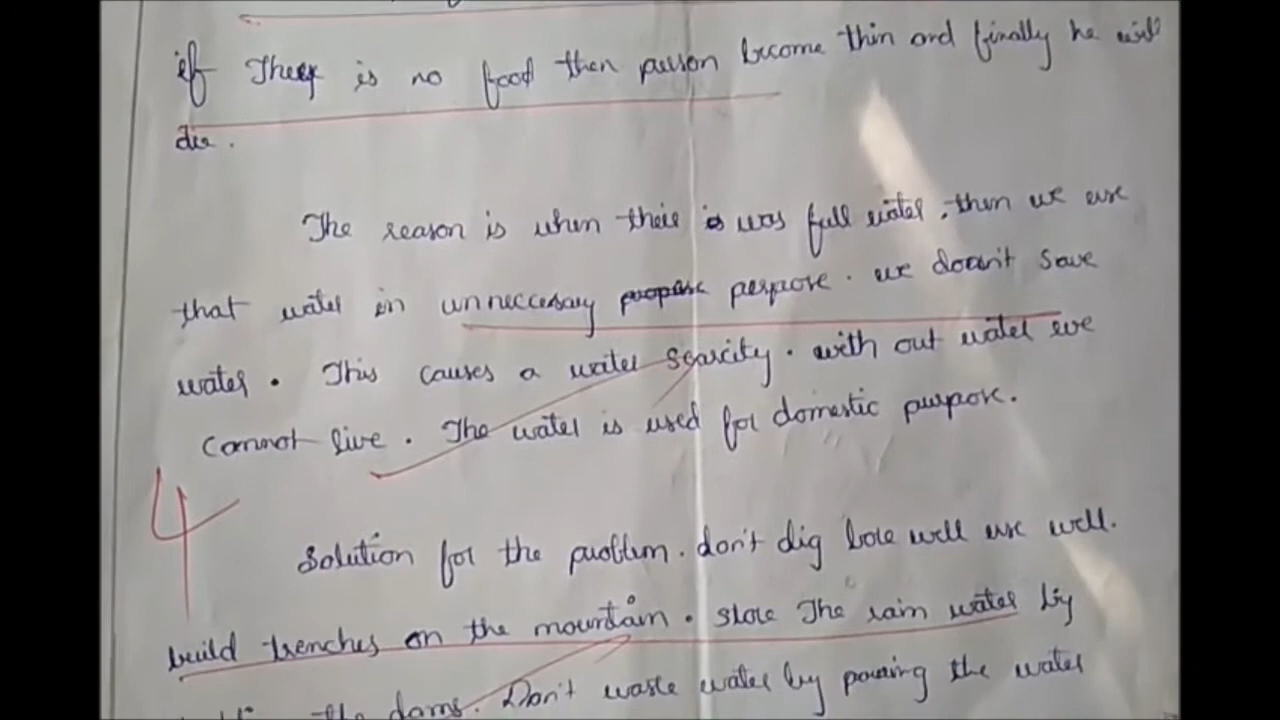 if There is no food then person become thin and finally he will
die.
The reason is when their is was full water. then we use
that water in unneccesary propose perpose. we doesn't save
water. This causes a water scarcity. with out water we
cannot live. The water is used for domestic purpose.
4
Solution for the problem. don't dig bore well use well.
build trenches on the mountain. store The rain water by
the dams. Don't waste water by pouring the water